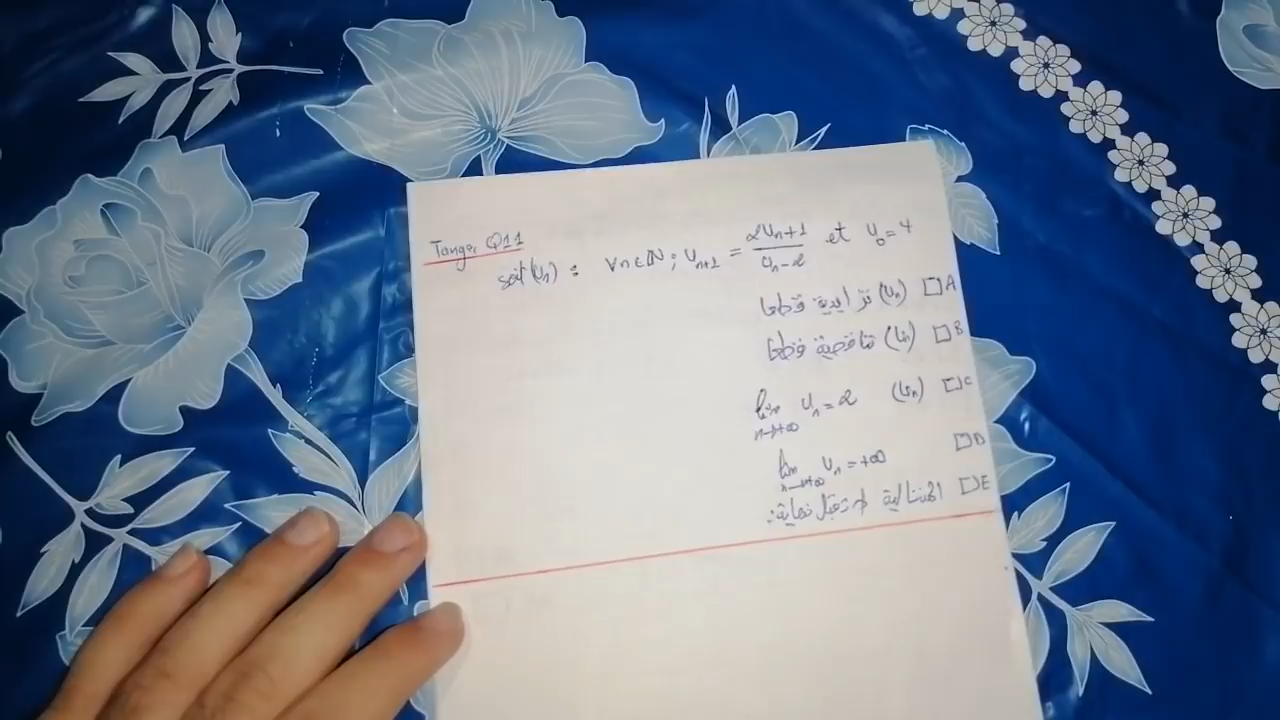 Tanger Q11
soit (Un) : ∀n∈ℕ ; Un+1 = (2Un+1)/(Un-2) et U0=4
A □ (Un) تزايدية قطعا
B □ (Un) تناقصية قطعا
C □ (Un) lim n→+∞ Un = 2
D □ lim n→+∞ Un = +∞
E □ المتتالية لا تقبل نهاية: